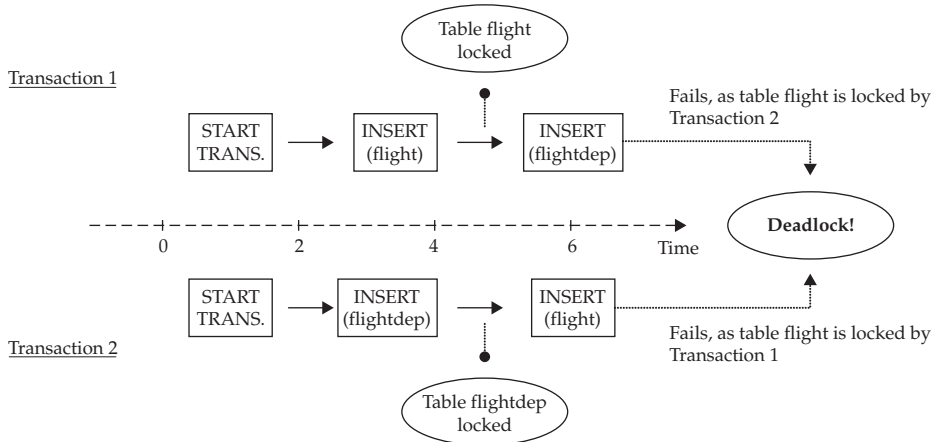 Table flight
locked
Transaction 1
Fails, as table flight is locked by
Transaction 2
START
TRANS.
INSERT
(flight)
INSERT
(flightdep)
Deadlock!
0
2
4
6
Time
START
TRANS.
INSERT
(flightdep)
INSERT
(flight)
Fails, as table flight is locked by
Transaction 1
Transaction 2
Table flightdep
locked